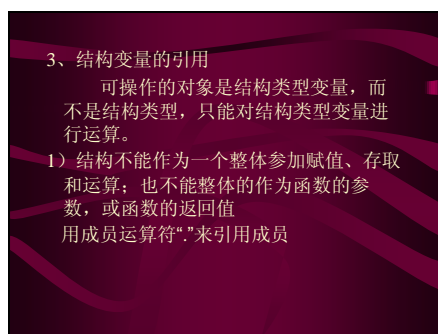 3、结构变量的引用
可操作的对象是结构类型变量，而
不是结构类型，只能对结构类型变量进
行运算。
1）结构不能作为一个整体参加赋值、存取
和运算；也不能整体的作为函数的参
数，或函数的返回值
用成员运算符“.”来引用成员